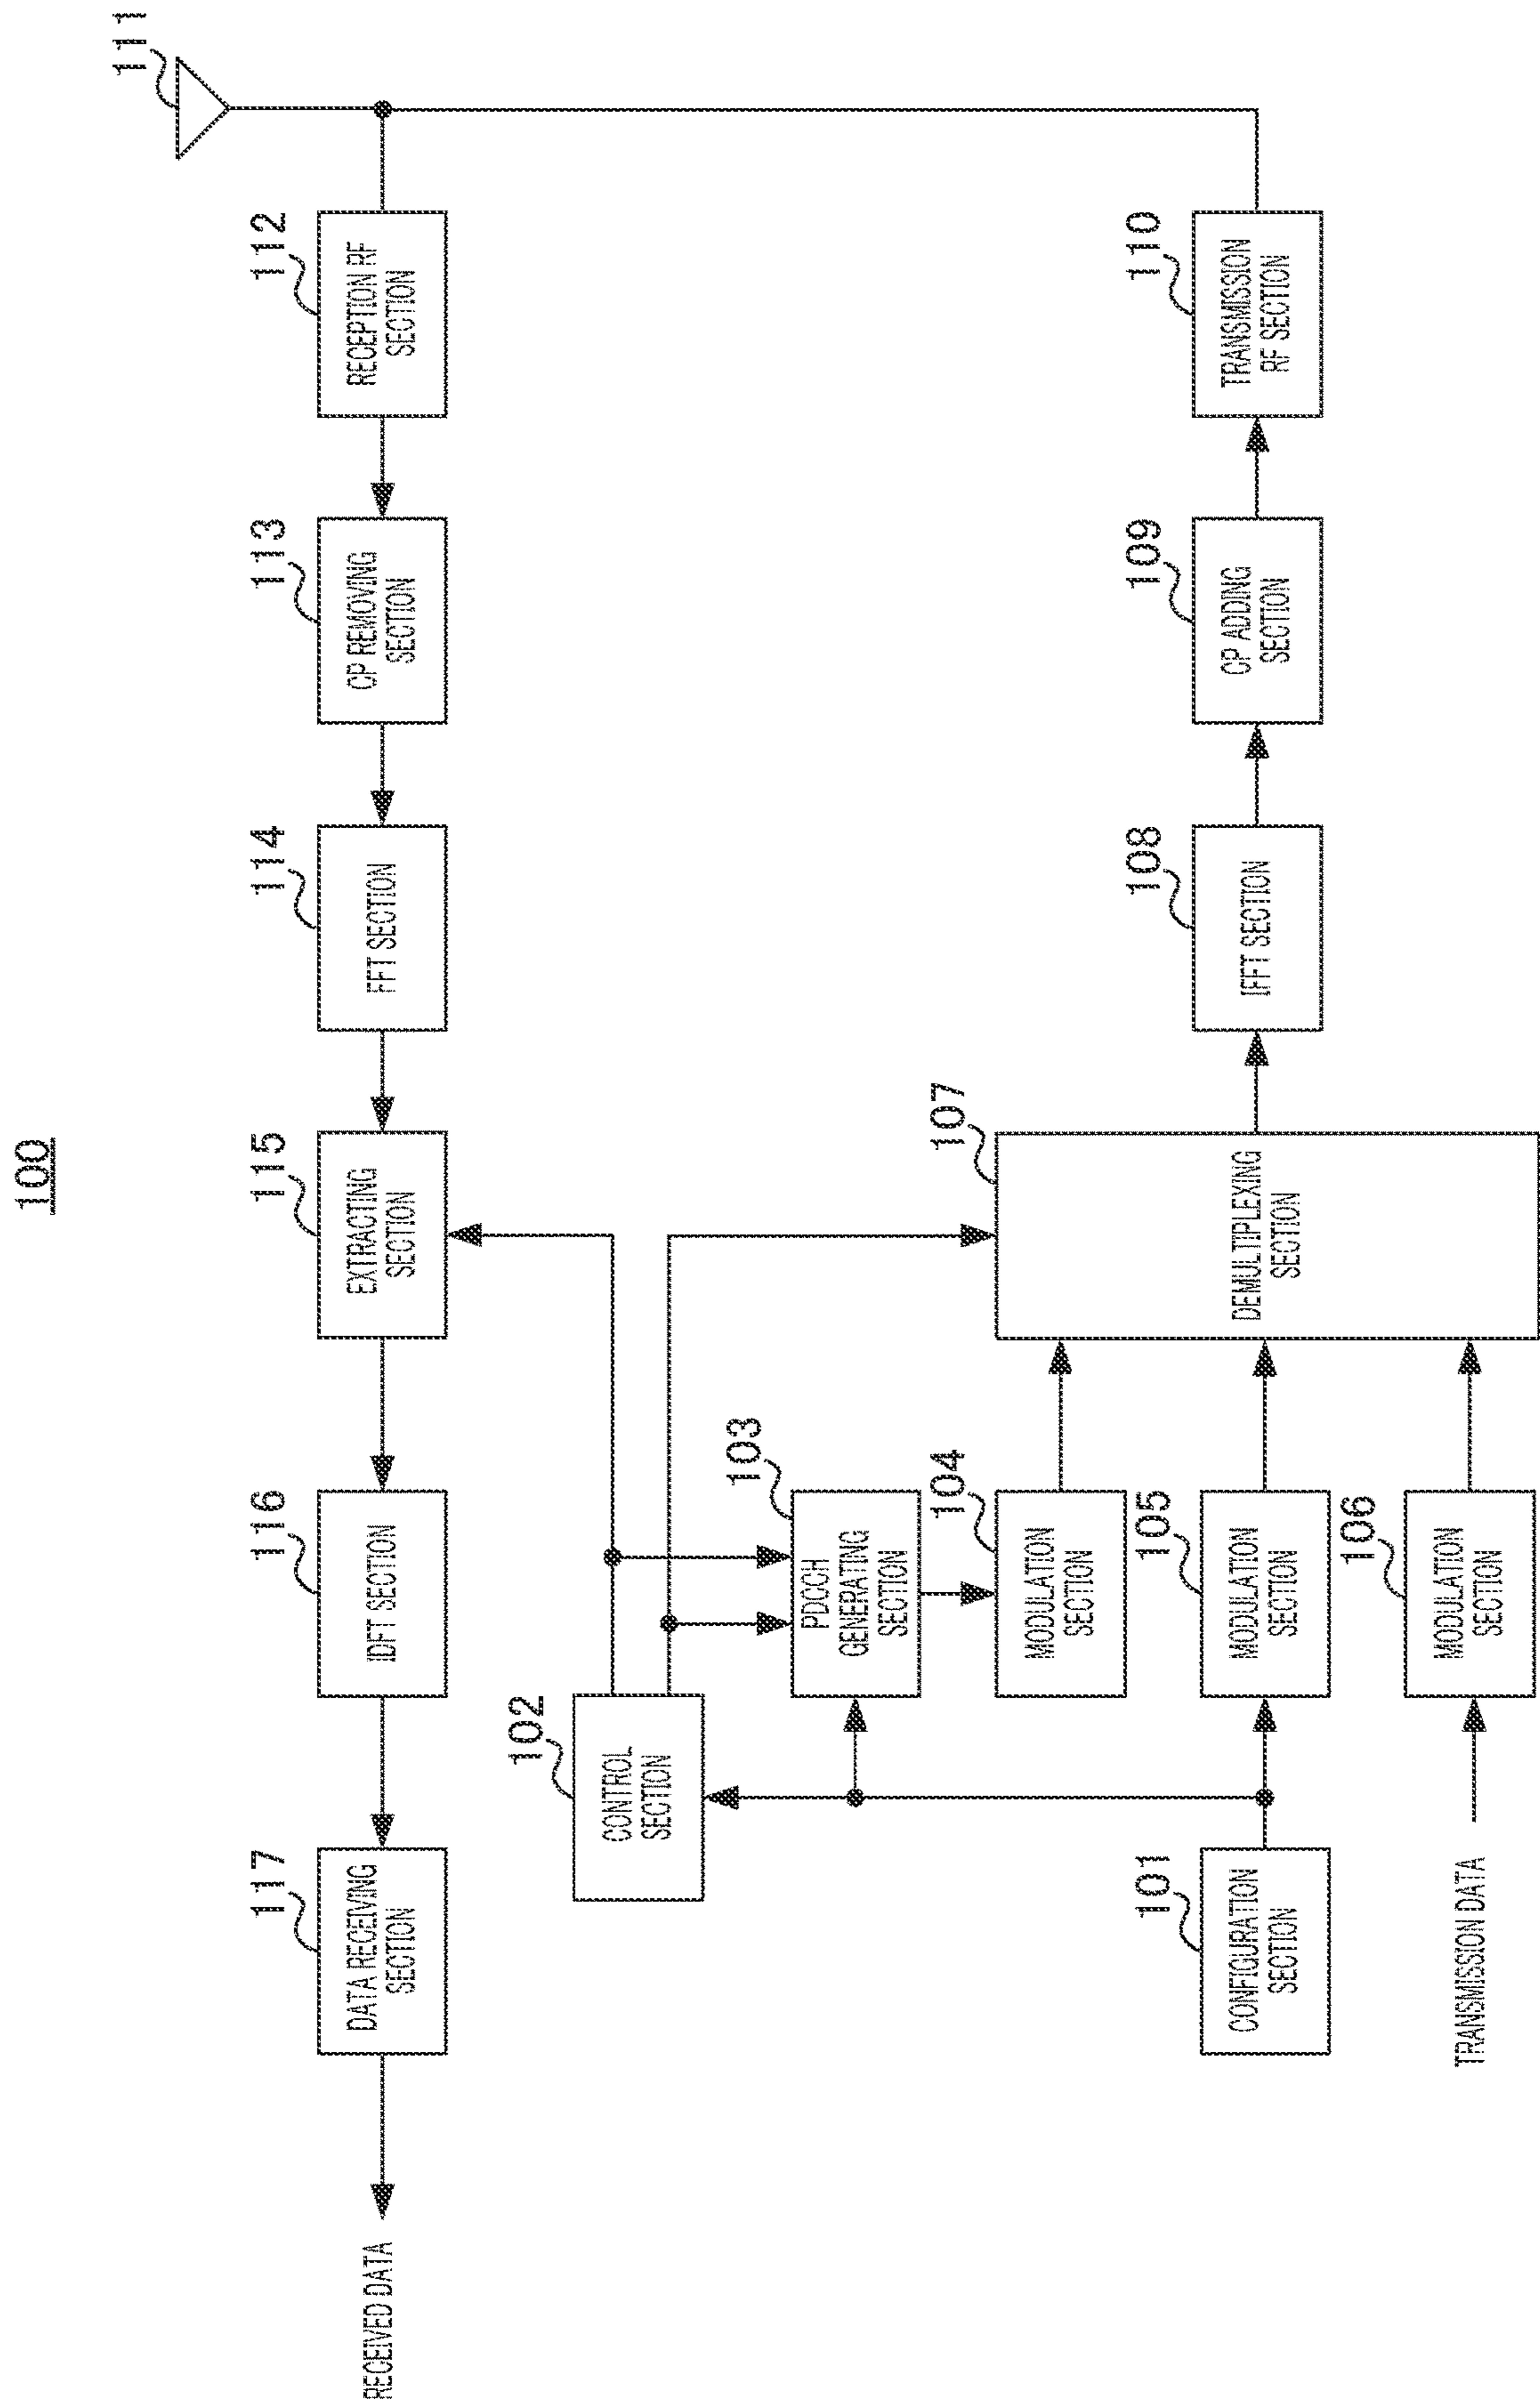 100
111
112
RECEPTION RF
SECTION
113
CP REMOVING
SECTION
114
FFT SECTION
115
EXTRACTING
SECTION
116
IDFT SECTION
117
DATA RECEIVING
SECTION
RECEIVED DATA
102
CONTROL
SECTION
103
PDCCH
GENERATING
SECTION
104
MODULATION
SECTION
105
MODULATION
SECTION
106
MODULATION
SECTION
101
CONFIGURATION
SECTION
TRANSMISSION DATA
107
DEMULTIPLEXING
SECTION
108
IFFT SECTION
109
CP ADDING
SECTION
110
TRANSMISSION
RF SECTION